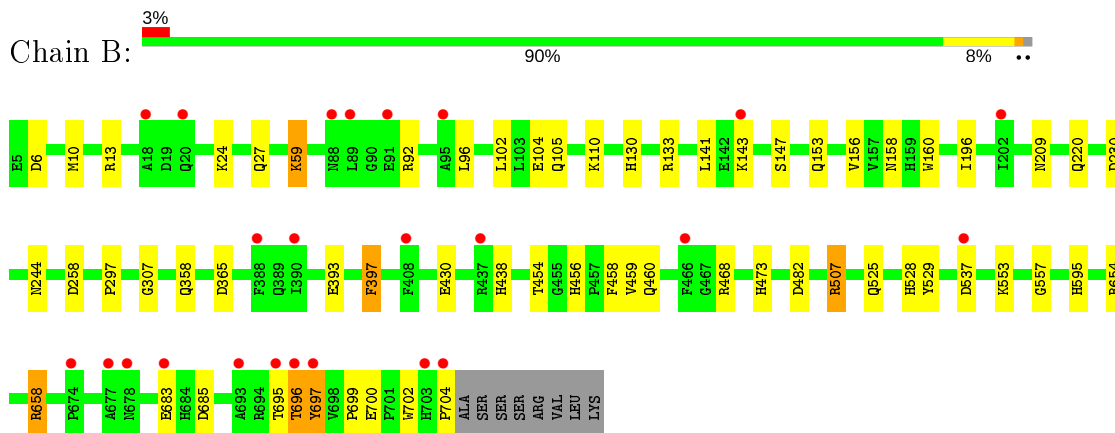 3%
Chain B:
90%
8%
••
E5 D6 M10 R13 A18 D19 Q20 K24 Q27 K59 N88 L89 G90 E91 R92 A95 L96 L102 L103 E104 Q105 K110 H130 R133 L141 E142 K143 S147 Q153 V156 V157 N158 H159 W160 I196 I202 N209 Q220
N244 D258 P297 G307 Q358 D365 F388 Q389 I390 E393 F397 F408 E430 R437 H438 T454 G455 H456 P457 F458 V459 Q460 F466 G467 R468 H473 D482 R507 Q525 H528 Y529 D537 K553 G557 H595
R658 P674 A677 N678 E683 H684 D685 A693 R694 T695 T696 Y697 V698 P699 E700 P701 W702 H703 P704 ALA SER SER SER ARG VAL LEU LYS